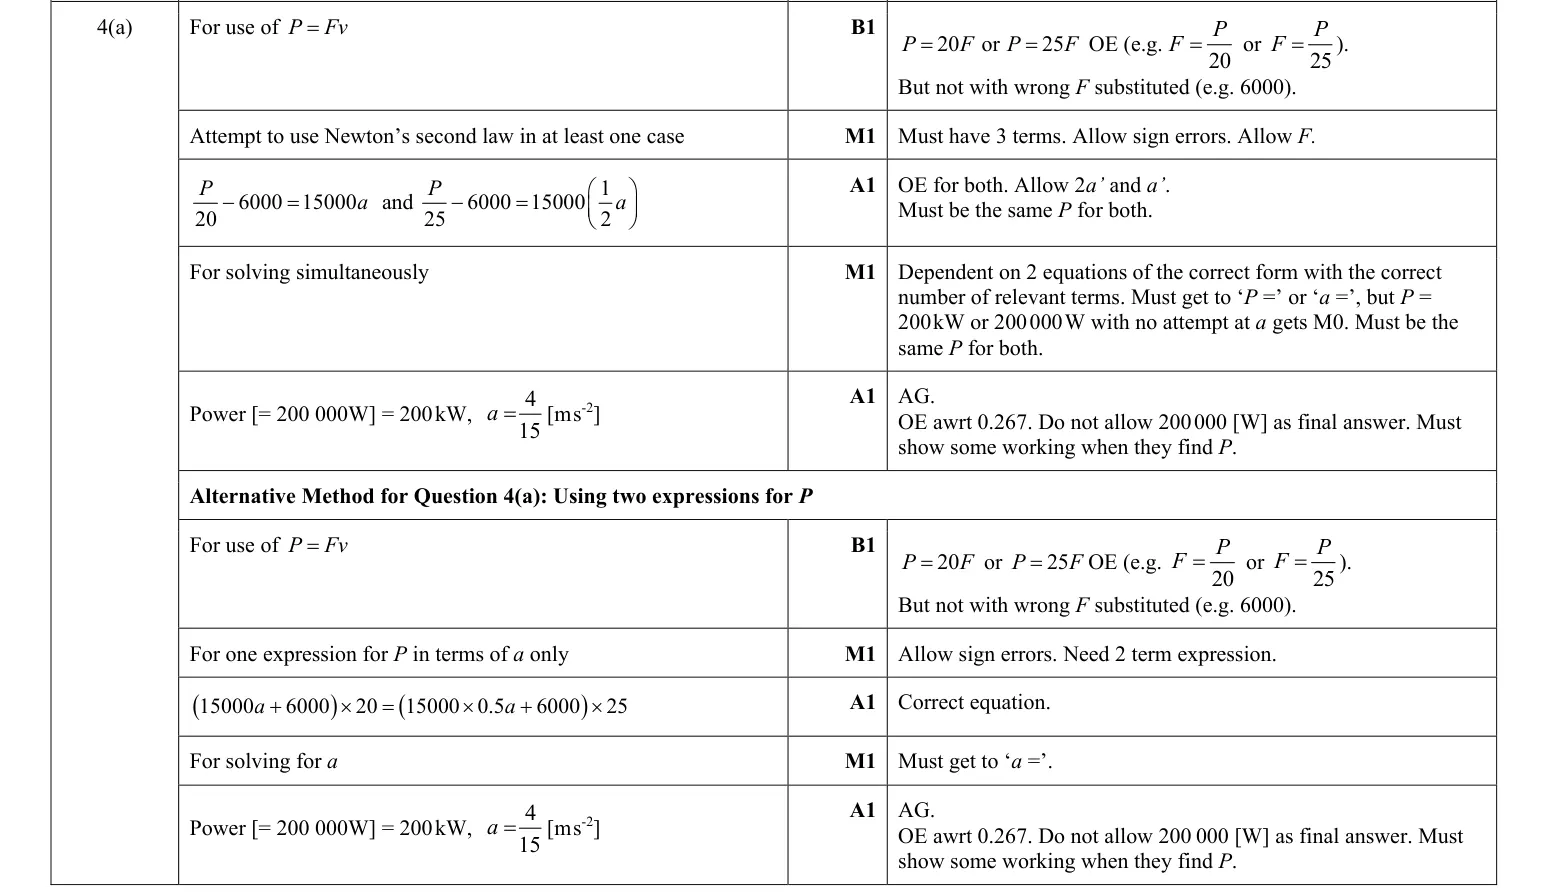 4(a)
For use of P = Fv
B1
P = 20F or P = 25F OE (e.g. F = P/20 or F = P/25).
But not with wrong F substituted (e.g. 6000).
Attempt to use Newton’s second law in at least one case
M1
Must have 3 terms. Allow sign errors. Allow F.
P/20 − 6000 = 15000a and P/25 − 6000 = 15000(1/2 a)
A1
OE for both. Allow 2a’ and a’.
Must be the same P for both.
For solving simultaneously
M1
Dependent on 2 equations of the correct form with the correct
number of relevant terms. Must get to ‘P =’ or ‘a =’, but P =
200kW or 200000W with no attempt at a gets M0. Must be the
same P for both.
Power [= 200 000W] = 200kW, a = 4/15 [ms⁻²]
A1
AG.
OE awrt 0.267. Do not allow 200000 [W] as final answer. Must
show some working when they find P.
Alternative Method for Question 4(a): Using two expressions for P
For use of P = Fv
B1
P = 20F or P = 25F OE (e.g. F = P/20 or F = P/25).
But not with wrong F substituted (e.g. 6000).
For one expression for P in terms of a only
M1
Allow sign errors. Need 2 term expression.
(15000a + 6000) × 20 = (15000 × 0.5a + 6000) × 25
A1
Correct equation.
For solving for a
M1
Must get to ‘a =’.
Power [= 200 000W] = 200kW, a = 4/15 [ms⁻²]
A1
AG.
OE awrt 0.267. Do not allow 200 000 [W] as final answer. Must
show some working when they find P.